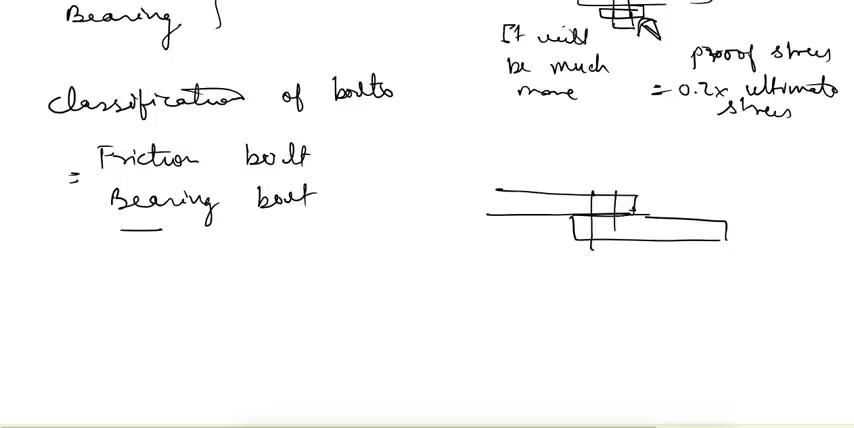 Bearing }
It will
be much
more
proof stress
= 0.2x ultimate
stress
Classification of bolts
= Friction bolt
Bearing bolt